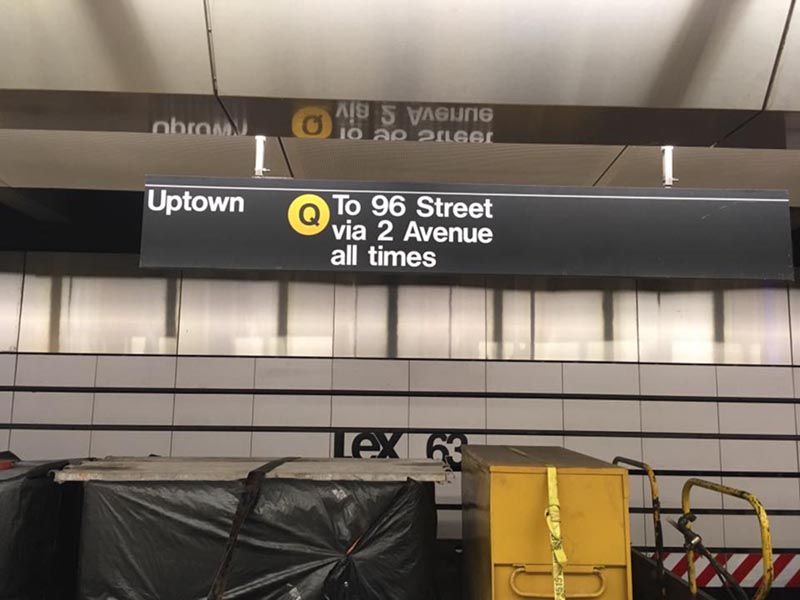 Uptown Q To 96 Street
via 2 Avenue
all times
Lex 63